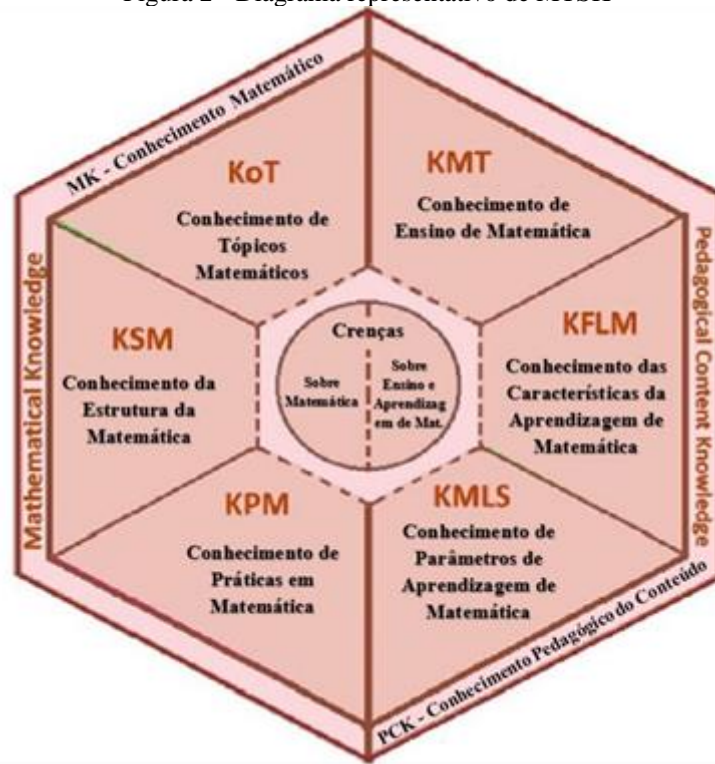 Figura 2 - Diagrama representativo de MTSK
MK - Conhecimento Matemático
Mathematical Knowledge
KoT
Conhecimento de
Tópicos
Matemáticos
KMT
Conhecimento de
Ensino de Matemática
KSM
Conhecimento da
Estrutura da
Matemática
Crenças
Sobre
Matemática
Sobre
Ensino e
Aprendizag
em de Mat.
KFLM
Conhecimento das
Características da
Aprendizagem de
Matemática
KPM
Conhecimento de
Práticas em
Matemática
KMLS
Conhecimento de
Parâmetros de
Aprendizagem de
Matemática
Pedagogical Content Knowledge
PCK - Conhecimento Pedagógico do Conteúdo